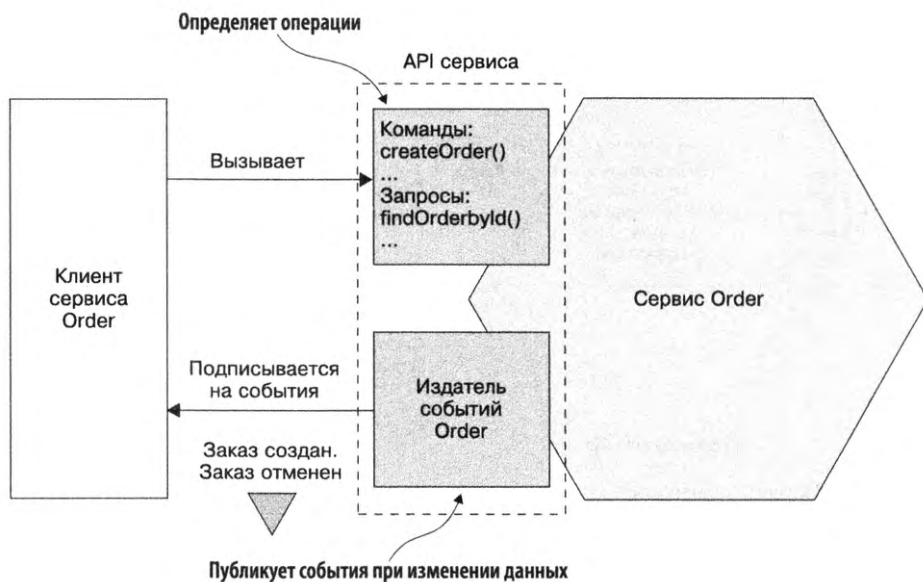 Определяет операции
API сервиса
Команды:
createOrder()
...
Запросы:
findOrderbyId()
...
Вызывает
Клиент
сервиса
Order
Сервис Order
Подписывается
на события
Издатель
событий
Order
Заказ создан.
Заказ отменен
Публикует события при изменении данных